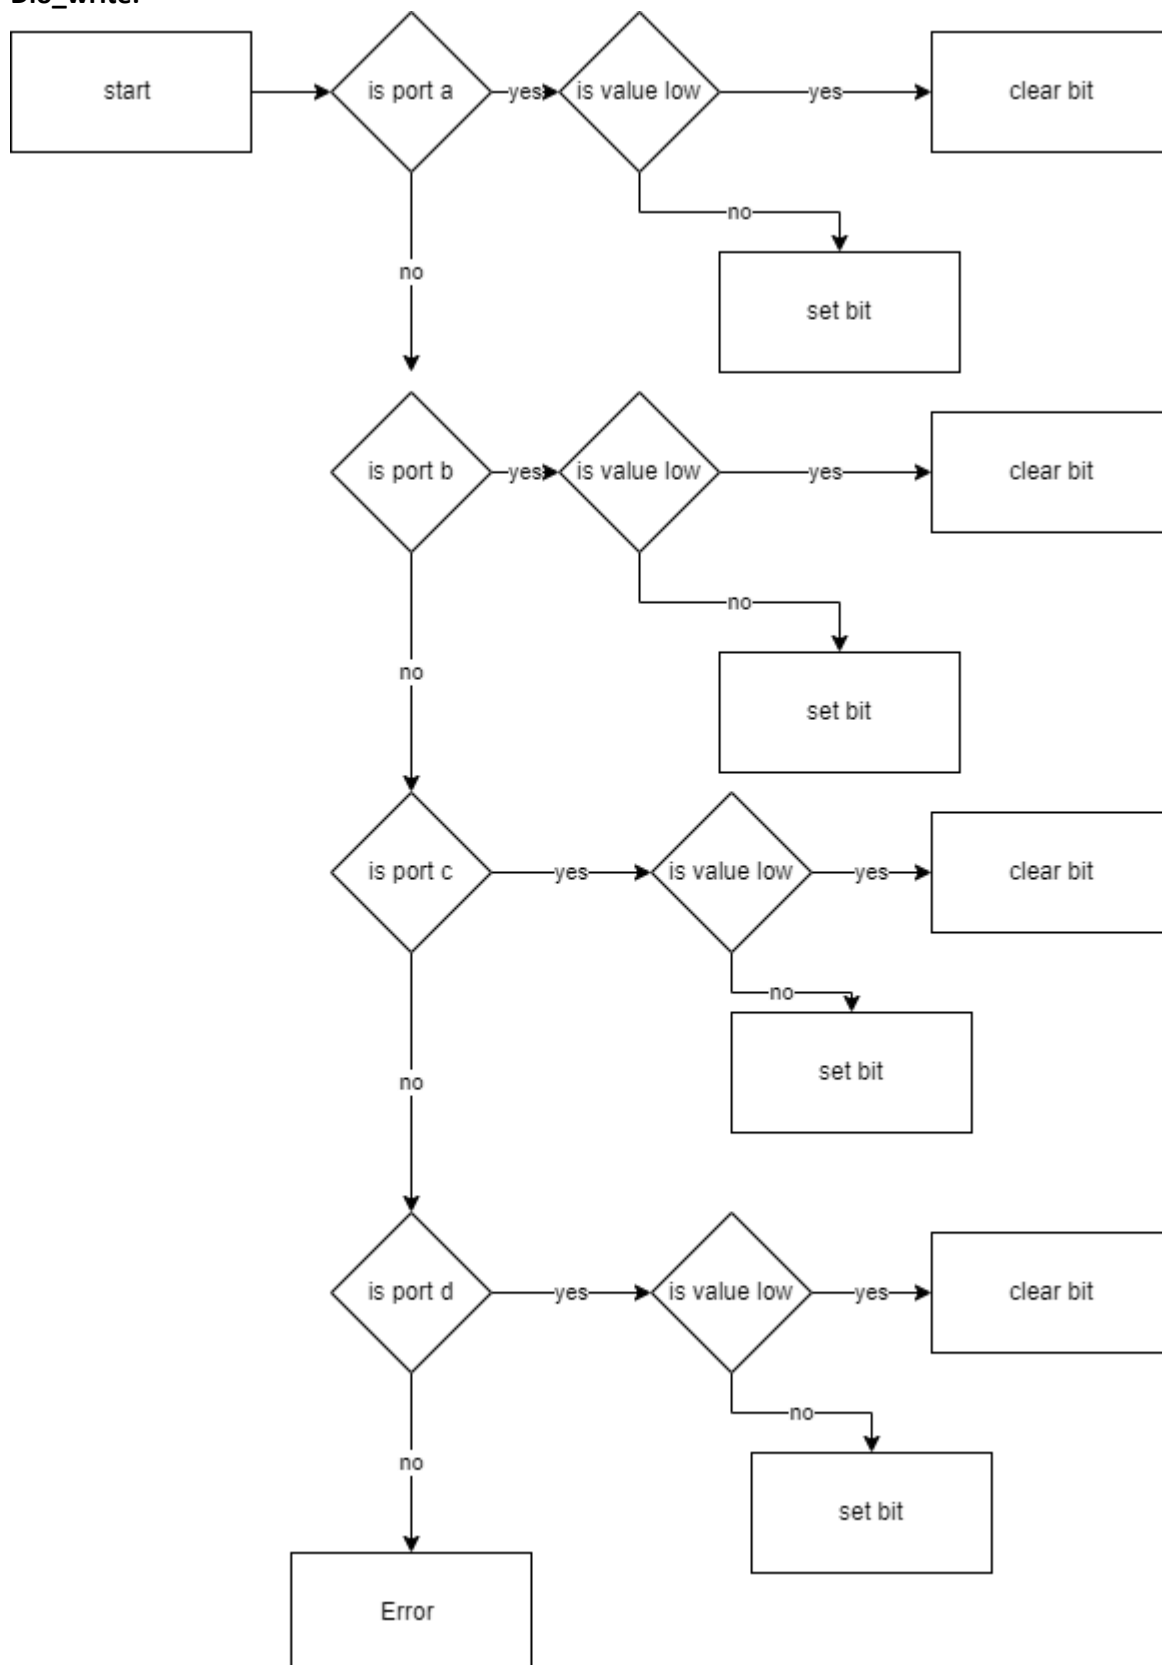 start
is port a
yes
is value low
yes
clear bit
no
set bit
no
is port b
yes
is value low
yes
clear bit
no
set bit
no
is port c
yes
is value low
yes
clear bit
no
set bit
no
is port d
yes
is value low
yes
clear bit
no
set bit
no
Error